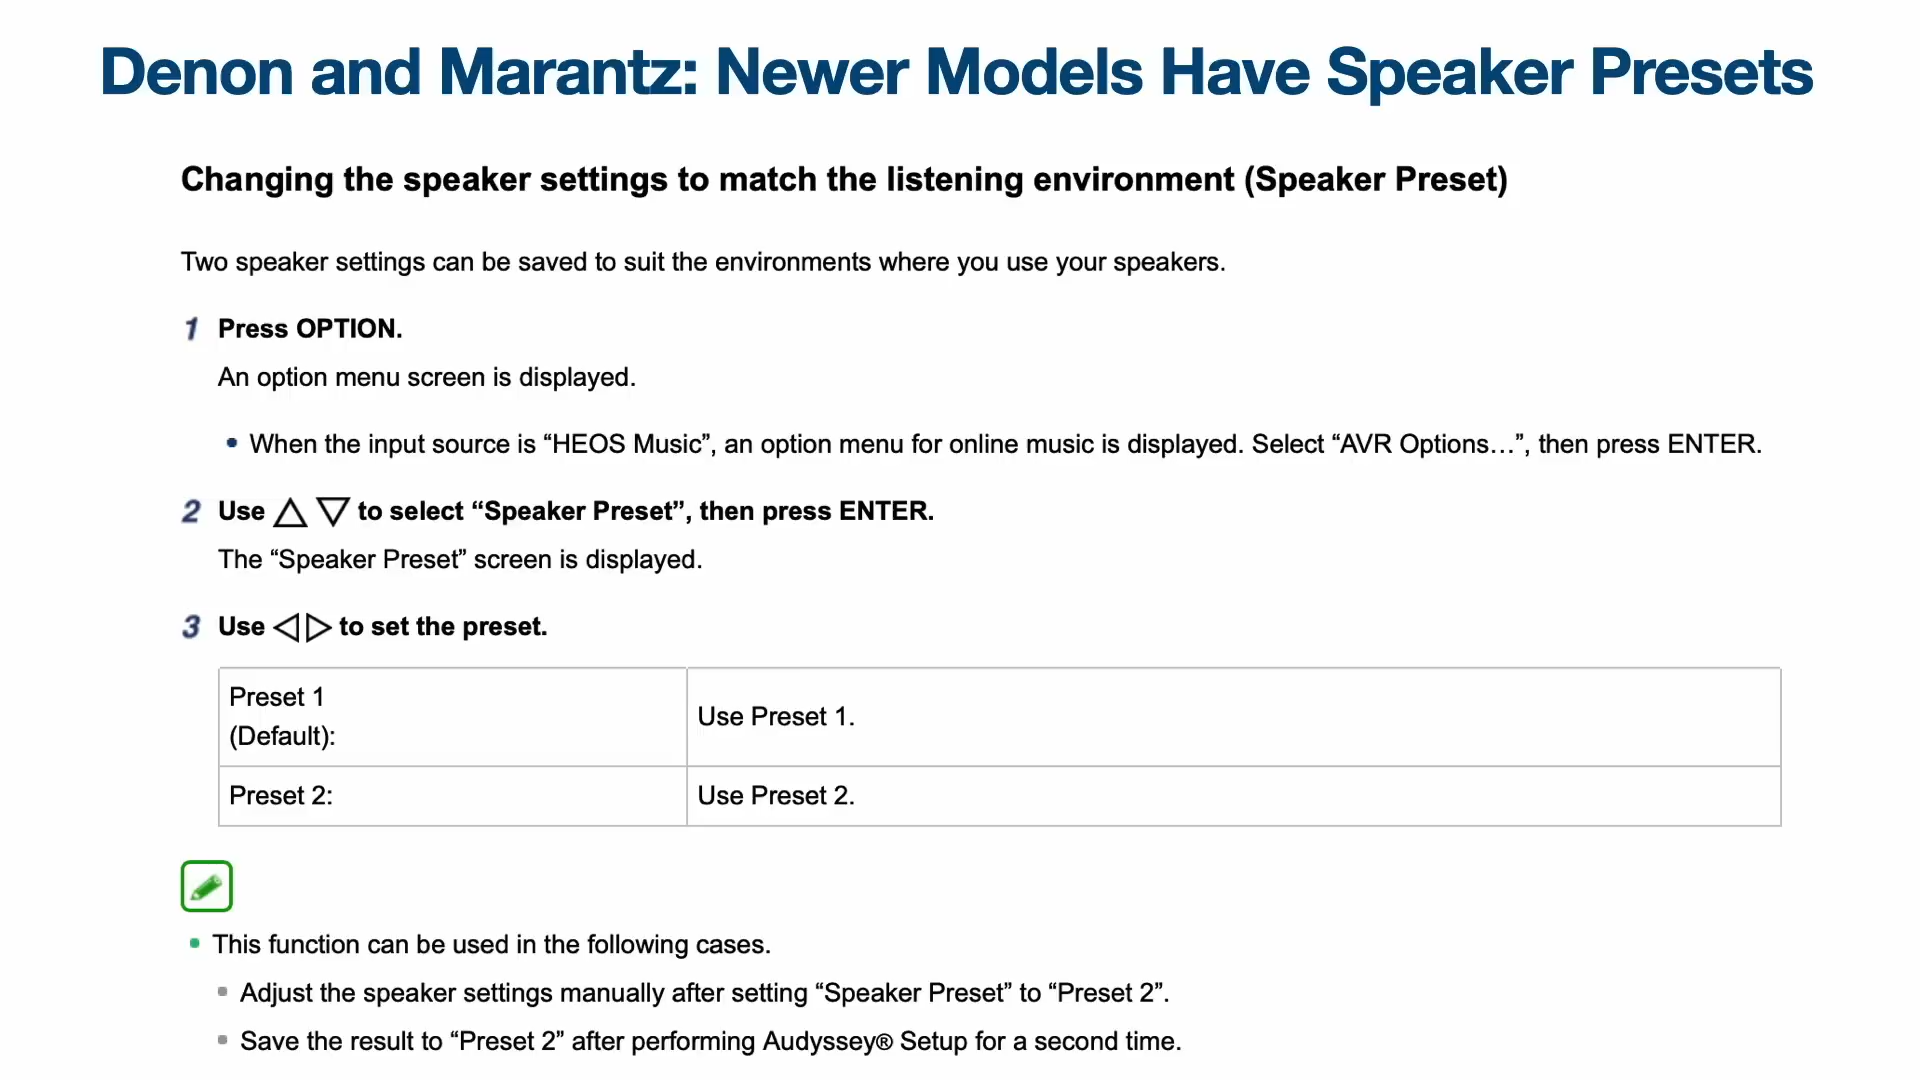 Denon and Marantz: Newer Models Have Speaker Presets
Changing the speaker settings to match the listening environment (Speaker Preset)
Two speaker settings can be saved to suit the environments where you use your speakers.
1 Press OPTION.
An option menu screen is displayed.
• When the input source is “HEOS Music”, an option menu for online music is displayed. Select “AVR Options…”, then press ENTER.
2 Use △ ▽ to select “Speaker Preset”, then press ENTER.
The “Speaker Preset” screen is displayed.
3 Use ◁ ▷ to set the preset.
Preset 1
(Default):
Use Preset 1.
Preset 2:
Use Preset 2.
• This function can be used in the following cases.
▪ Adjust the speaker settings manually after setting “Speaker Preset” to “Preset 2”.
▪ Save the result to “Preset 2” after performing Audyssey® Setup for a second time.